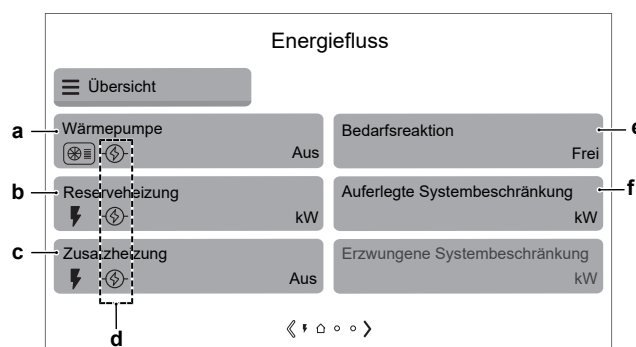 Energiefluss
Übersicht
a Wärmepumpe Aus
e Bedarfsreaktion Frei
b Reserveheizung kW
f Auferlegte Systembeschränkung kW
c Zusatzheizung Aus
Erzwungene Systembeschränkung kW
d